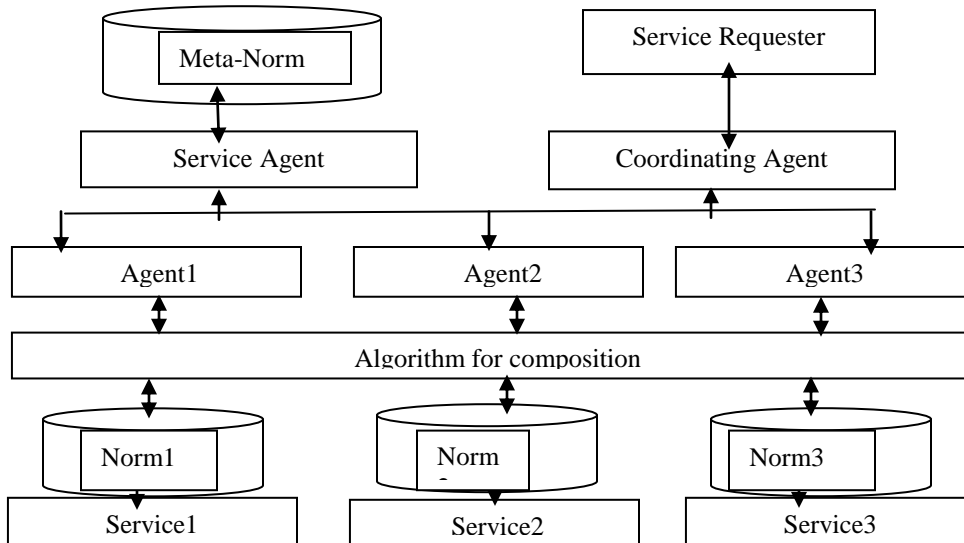 Meta-Norm
Service Requester
Service Agent
Coordinating Agent
Agent1
Agent2
Agent3
Algorithm for composition
Norm1
Norm
Norm3
Service1
Service2
Service3